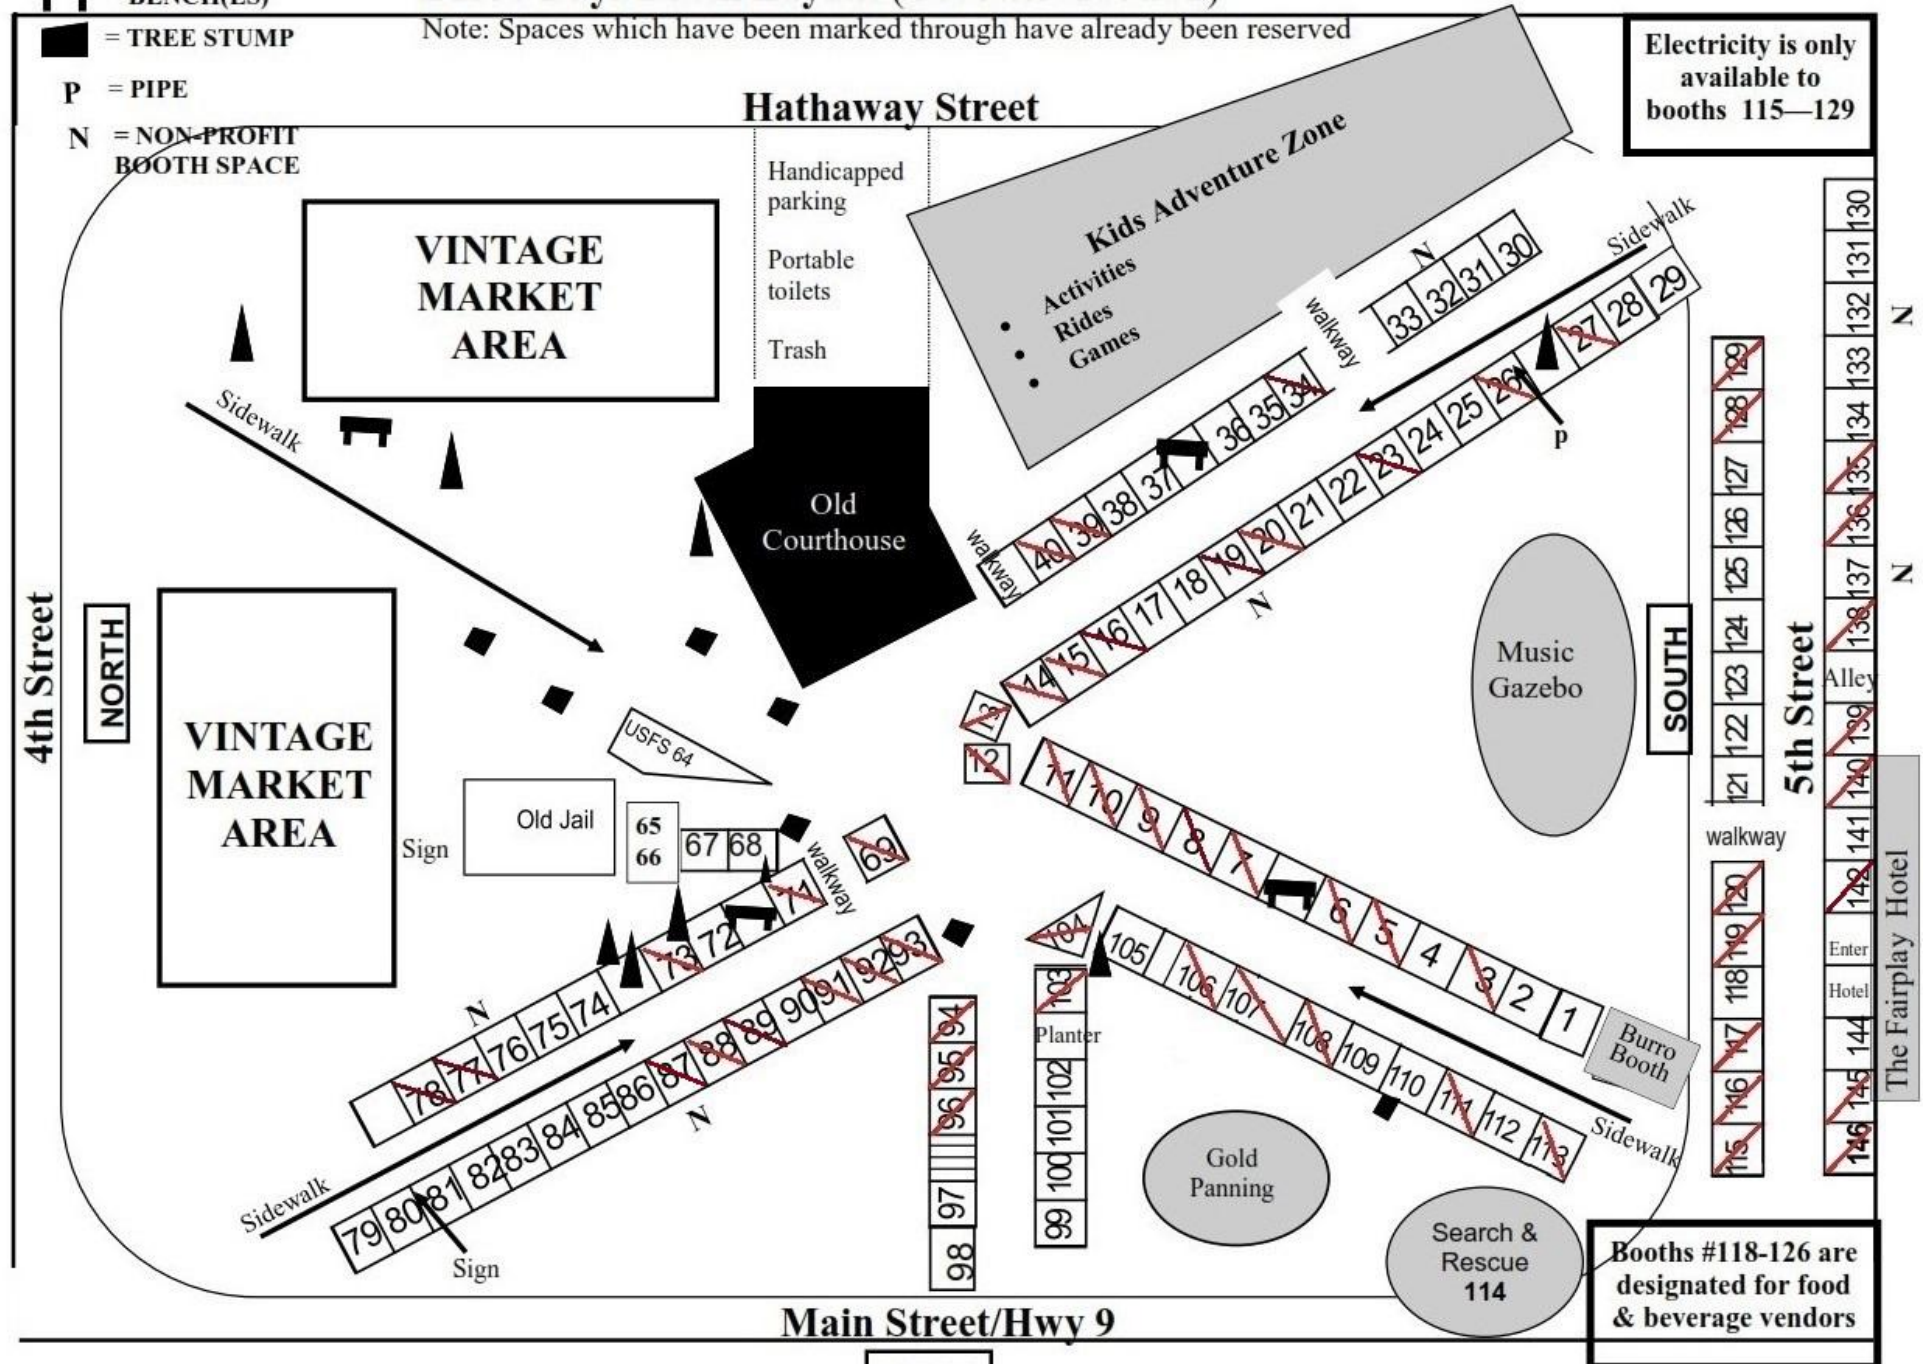 = TREE STUMP
Note: Spaces which have been marked through have already been reserved
P = PIPE
N = NON-PROFIT
BOOTH SPACE
Electricity is only
available to
booths 115—129
Hathaway Street
Handicapped
parking
Portable
toilets
Trash
VINTAGE
MARKET
AREA
Kids Adventure Zone
• Activities
• Rides
• Games
walkway
N
33 32 31 30
Sidewalk
40 39 38 37 36 35 34
walkway
14 15 16 17 18 19 20 21 22 23 24 25 26 27 28 29
N
p
Sidewalk
Old
Courthouse
4th Street
NORTH
VINTAGE
MARKET
AREA
USFS 64
Old Jail
Sign
65
66
67 68
69
walkway
13
12
Music
Gazebo
SOUTH
5th Street
11 10 9 8 7 6 5 4 3 2 1
Burro
Booth
N
78 77 76 75 74 73 72 71
Sidewalk
79 80 81 82 83 84 85 86 87 88 89 90 91 92 93
N
Sign
94
95
96
97
98
104
103
Planter
102
101
100
99
105 106 107 108 109 110 111 112 113
Sidewalk
Gold
Panning
Search &
Rescue
114
129
128
127
126
125
124
123
122
121
walkway
120
119
118
117
116
115
130
131
132
N
133
134
135
136
137
N
138
Alley
139
140
141
142
Enter
Hotel
144
145
146
The Fairplay Hotel
Booths #118-126 are
designated for food
& beverage vendors
Main Street/Hwy 9